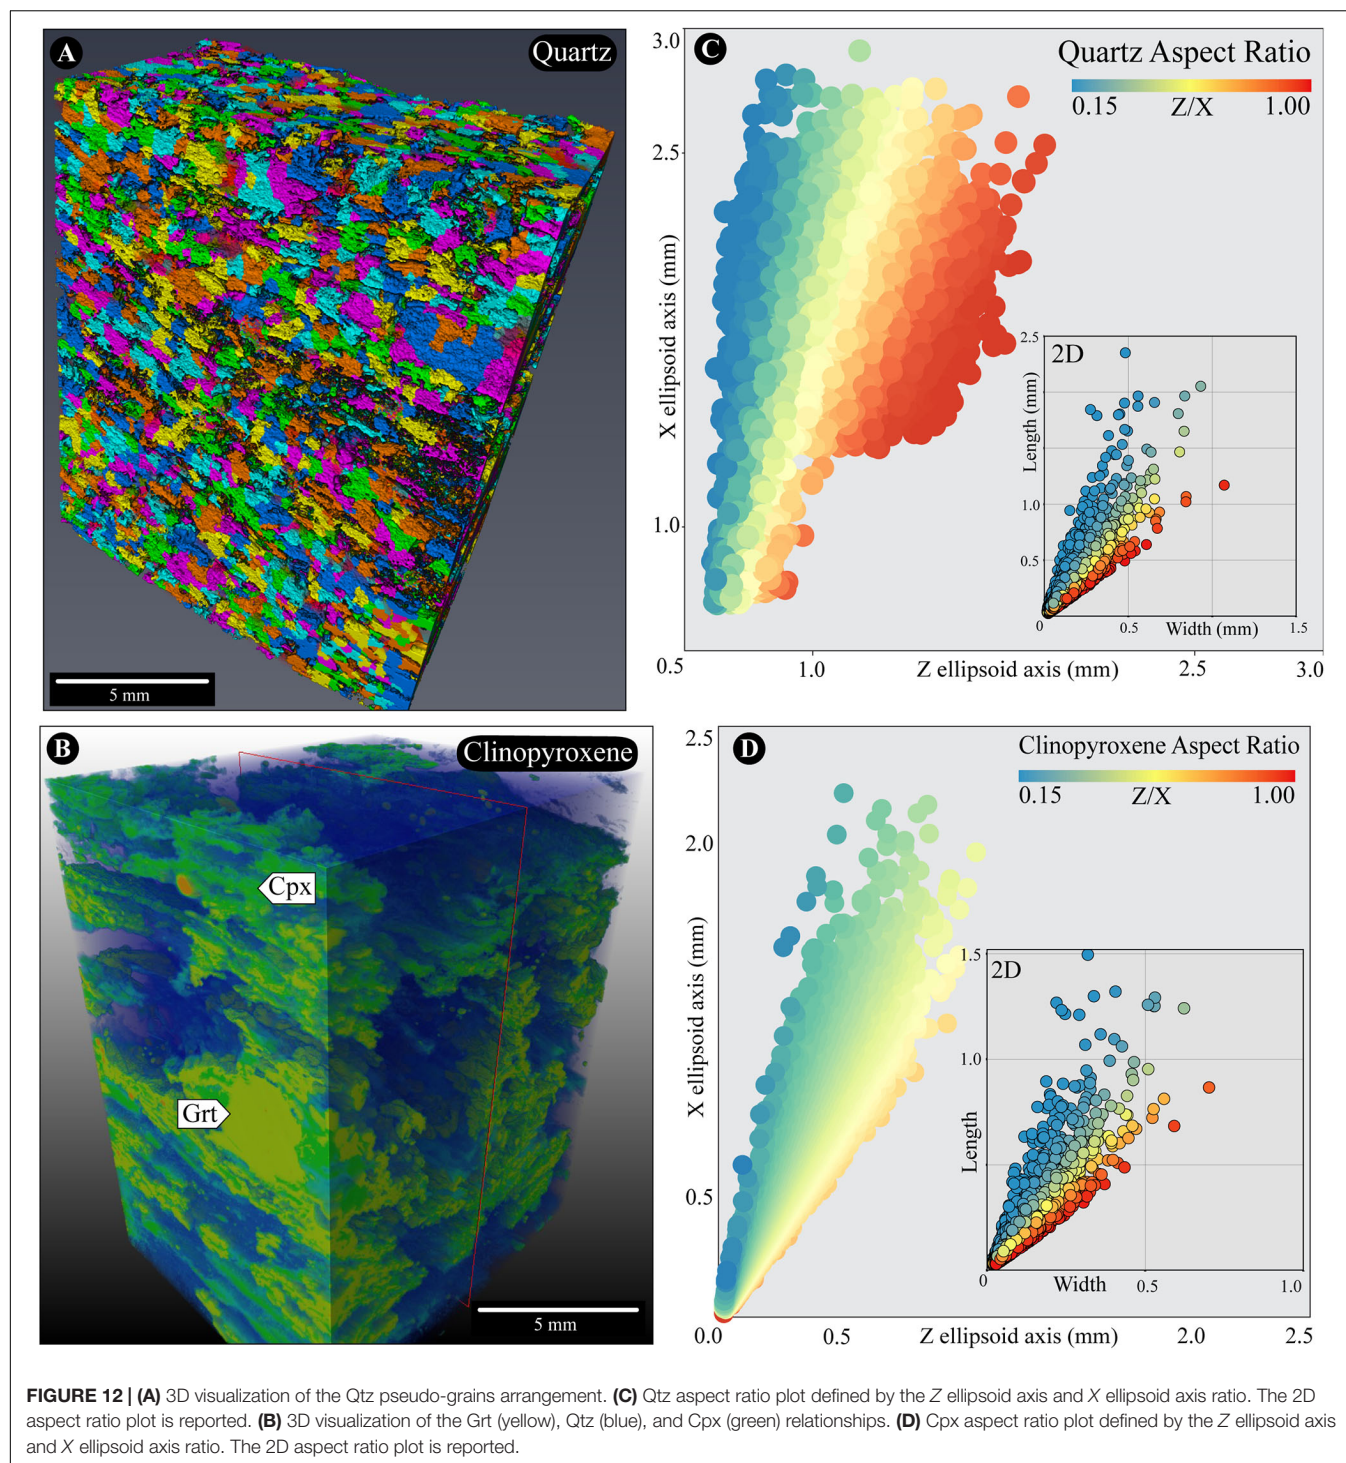 A
Quartz
5 mm
C
Quartz Aspect Ratio
0.15 Z/X 1.00
3.0
2.5
X ellipsoid axis (mm)
1.0
0.5
1.0
Z ellipsoid axis (mm)
2.5
3.0
2D
2.5
Length (mm)
1.0
0.5
0
0.5
Width (mm)
1.5
B
Clinopyroxene
Cpx
Grt
5 mm
D
Clinopyroxene Aspect Ratio
0.15 Z/X 1.00
2.5
2.0
X ellipsoid axis (mm)
0.5
0.0
0.5
Z ellipsoid axis (mm)
2.0
2.5
2D
1.5
1.0
Length
0
Width
0.5
1.0
FIGURE 12 | (A) 3D visualization of the Qtz pseudo-grains arrangement. (C) Qtz aspect ratio plot defined by the Z ellipsoid axis and X ellipsoid axis ratio. The 2D
aspect ratio plot is reported. (B) 3D visualization of the Grt (yellow), Qtz (blue), and Cpx (green) relationships. (D) Cpx aspect ratio plot defined by the Z ellipsoid axis
and X ellipsoid axis ratio. The 2D aspect ratio plot is reported.